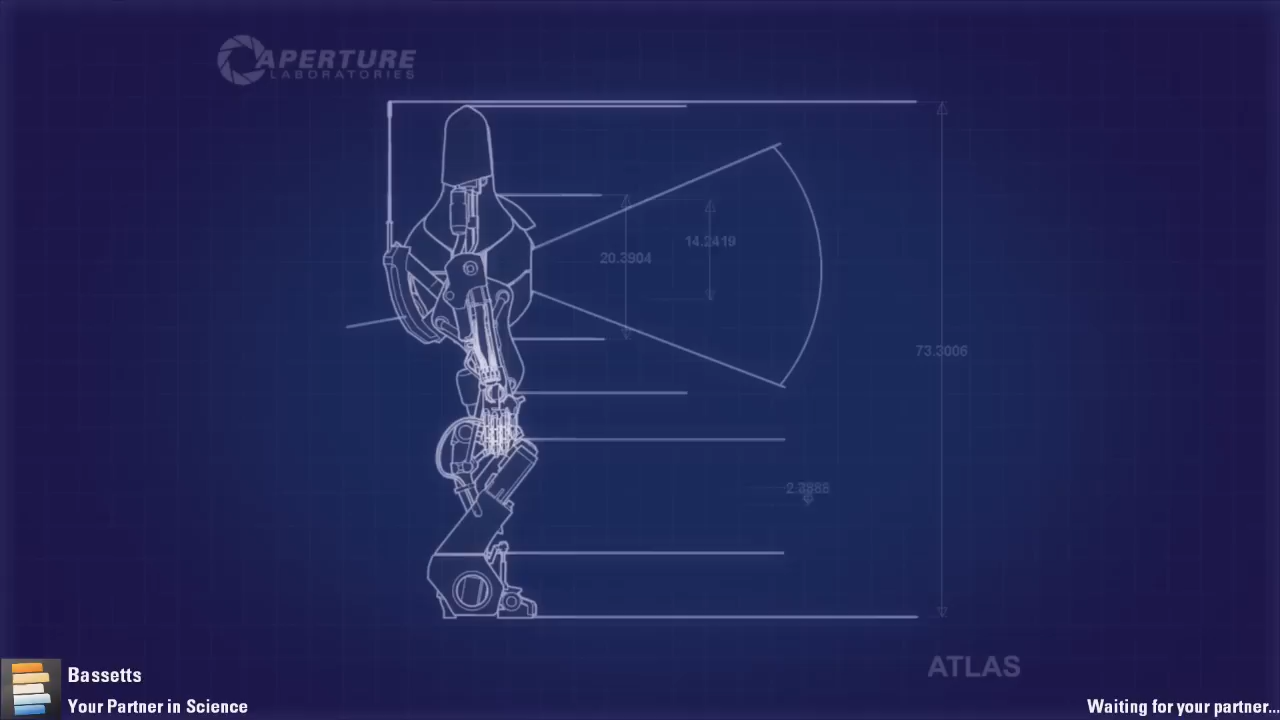 APERTURE
LABORATORIES
14.2419
20.3904
73.3006
2.3888
ATLAS
Bassetts
Your Partner in Science
Waiting for your partner...